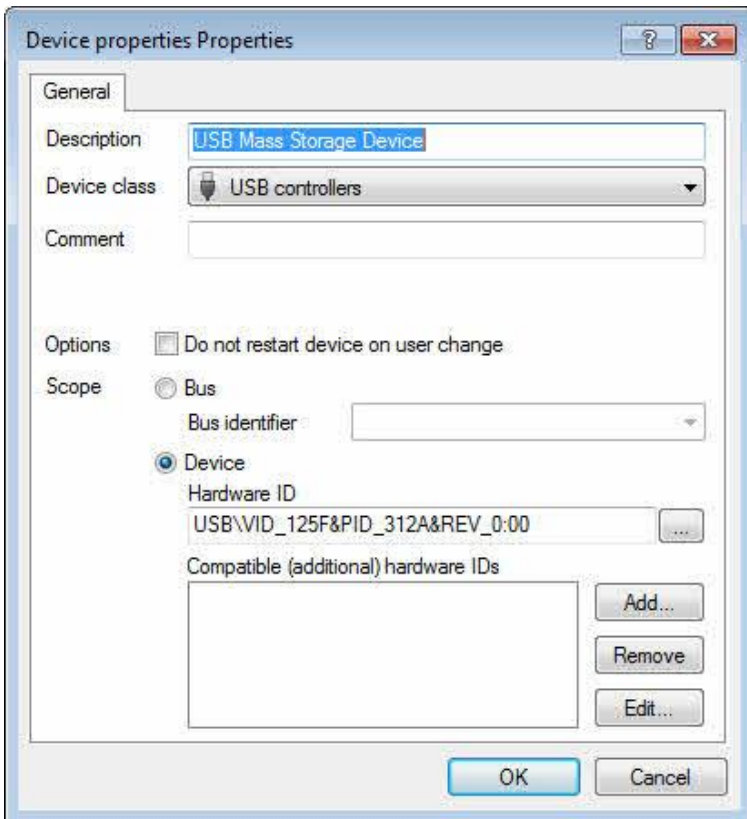 Device properties Properties
General
Description USB Mass Storage Device
Device class USB controllers
Comment
Options Do not restart device on user change
Scope Bus
Bus identifier
Device
Hardware ID
USB\VID_125F&PID_312A&REV_0:00 ...
Compatible (additional) hardware IDs
Add...
Remove
Edit...
OK Cancel